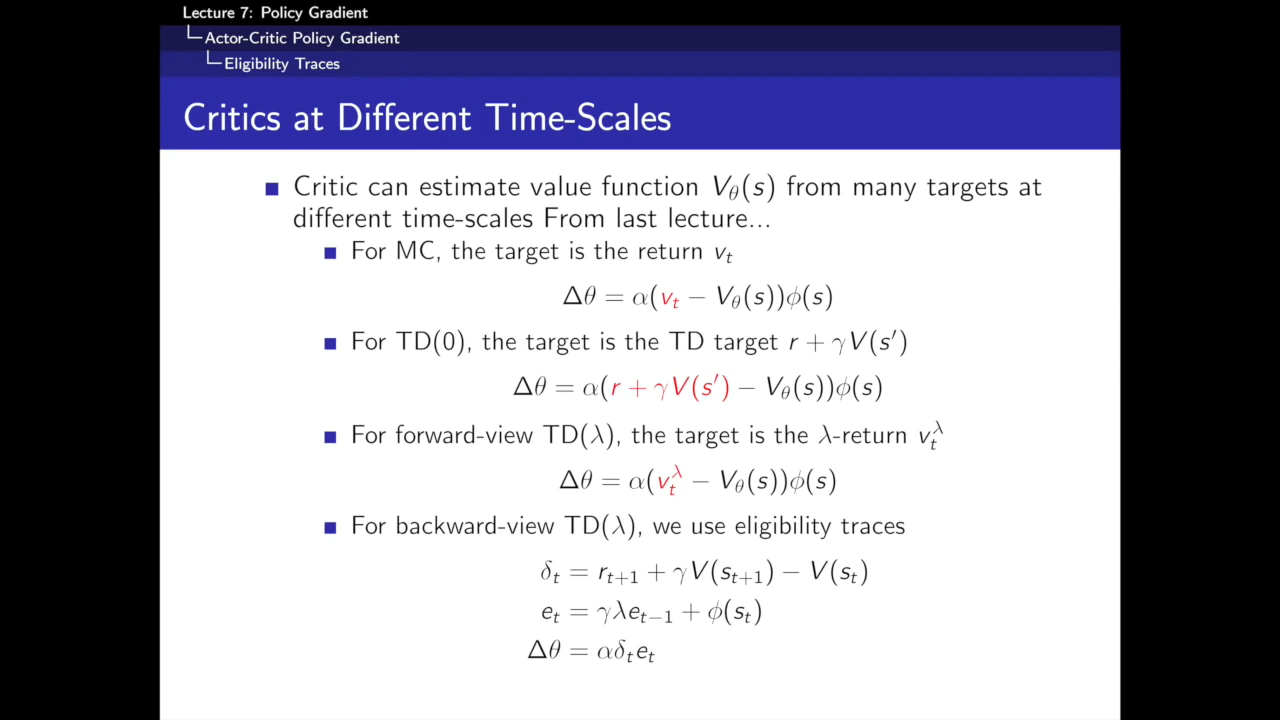 Lecture 7: Policy Gradient
Actor-Critic Policy Gradient
Eligibility Traces
Critics at Different Time-Scales
Critic can estimate value function V_θ(s) from many targets at
different time-scales From last lecture...
For MC, the target is the return v_t
Δθ = α(v_t − V_θ(s))ϕ(s)
For TD(0), the target is the TD target r + γV(s′)
Δθ = α(r + γV(s′) − V_θ(s))ϕ(s)
For forward-view TD(λ), the target is the λ-return v_t^λ
Δθ = α(v_t^λ − V_θ(s))ϕ(s)
For backward-view TD(λ), we use eligibility traces
δ_t = r_{t+1} + γV(s_{t+1}) − V(s_t)
e_t = γλe_{t−1} + ϕ(s_t)
Δθ = αδ_t e_t